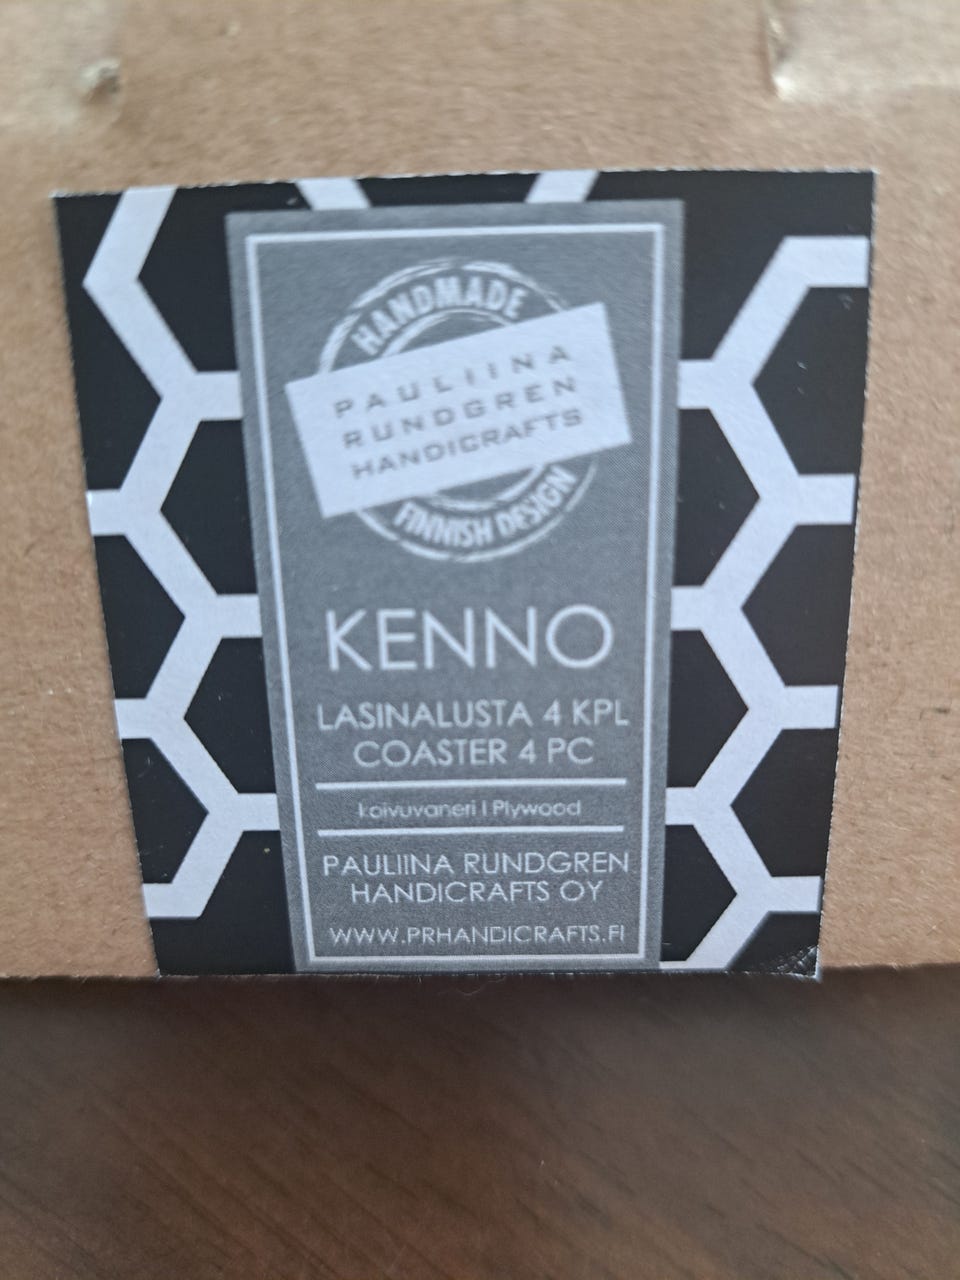 HANDMADE
PAULIINA
RUNDGREN
HANDICRAFTS
FINNISH DESIGN
KENNO
LASINALUSTA 4 KPL
COASTER 4 PC
koivuvaneri | Plywood
PAULIINA RUNDGREN
HANDICRAFTS OY
WWW.PRHANDICRAFTS.FI